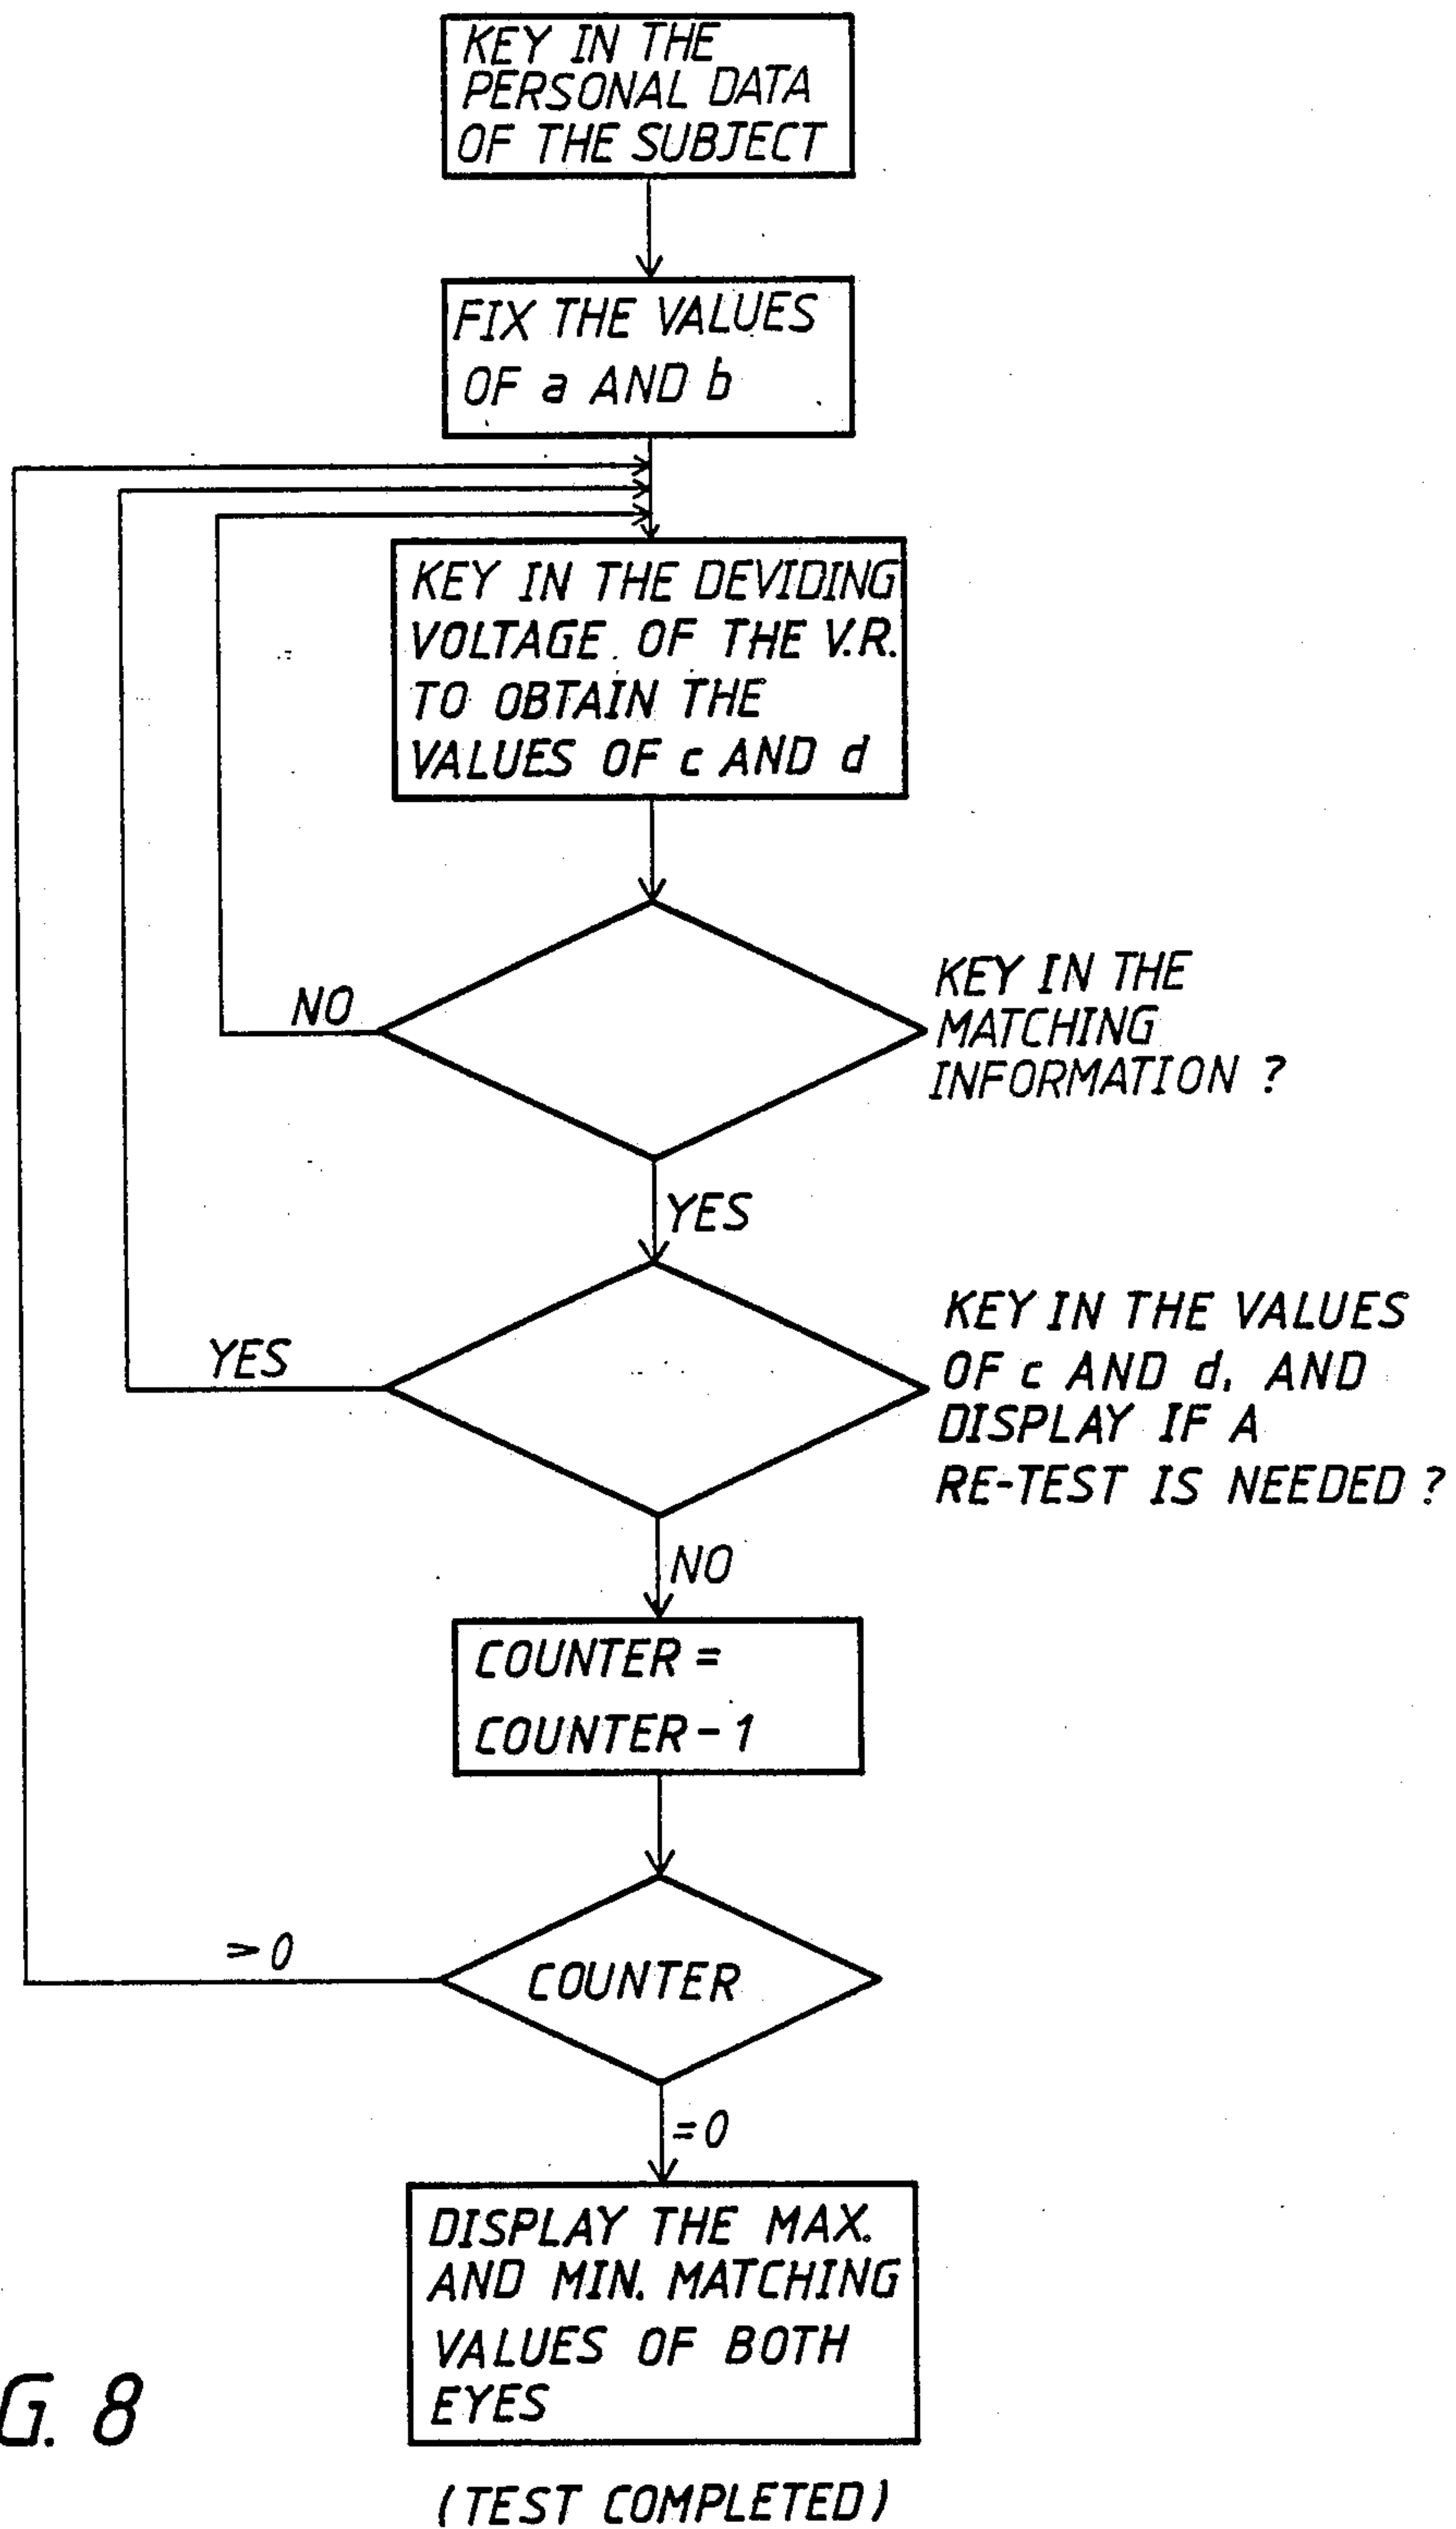 KEY IN THE
PERSONAL DATA
OF THE SUBJECT
FIX THE VALUES
OF a AND b
KEY IN THE DEVIDING
VOLTAGE OF THE V.R.
TO OBTAIN THE
VALUES OF c AND d
NO
KEY IN THE
MATCHING
INFORMATION ?
YES
YES
KEY IN THE VALUES
OF c AND d, AND
DISPLAY IF A
RE-TEST IS NEEDED ?
NO
COUNTER =
COUNTER-1
>0
COUNTER
=0
DISPLAY THE MAX.
AND MIN. MATCHING
VALUES OF BOTH
EYES
G. 8
(TEST COMPLETED)